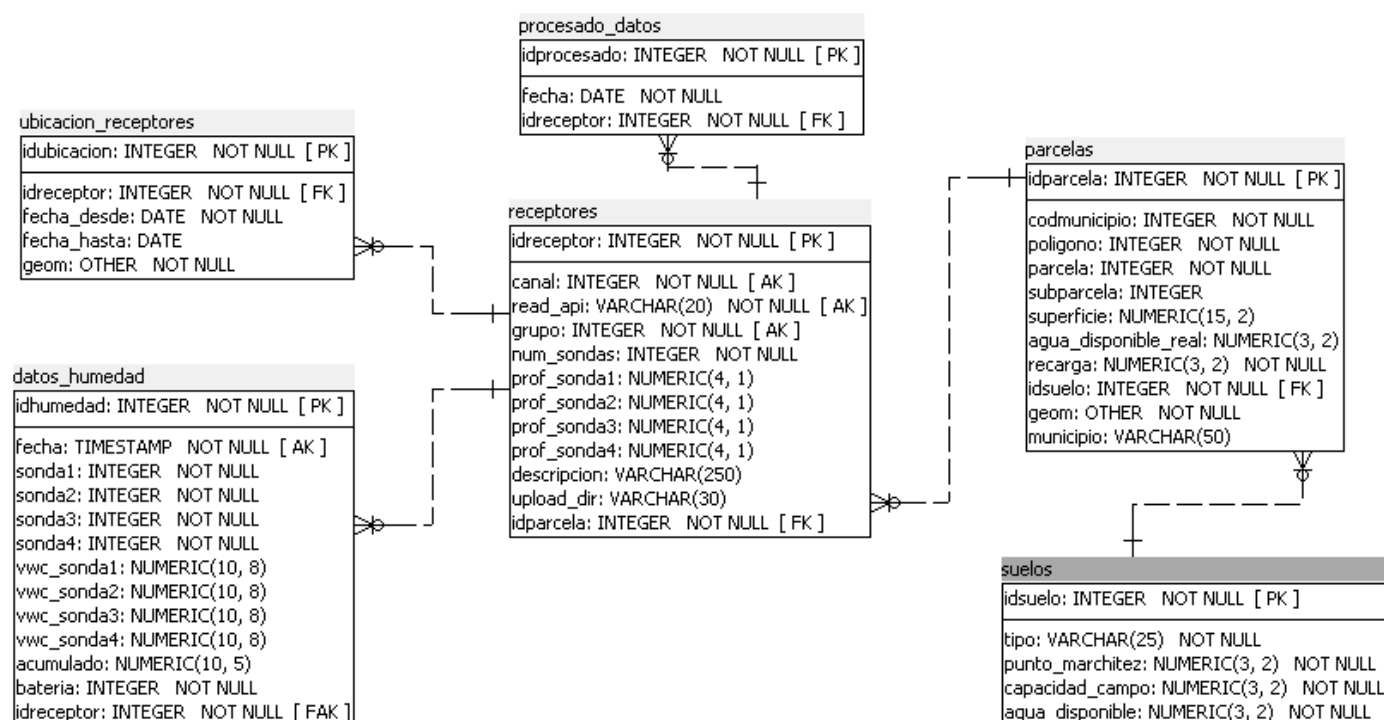 procesado_datos
idprocesado: INTEGER NOT NULL [ PK ]
fecha: DATE NOT NULL
idreceptor: INTEGER NOT NULL [ FK ]
ubicacion_receptores
idubicacion: INTEGER NOT NULL [ PK ]
idreceptor: INTEGER NOT NULL [ FK ]
fecha_desde: DATE NOT NULL
fecha_hasta: DATE
geom: OTHER NOT NULL
receptores
idreceptor: INTEGER NOT NULL [ PK ]
canal: INTEGER NOT NULL [ AK ]
read_api: VARCHAR(20) NOT NULL [ AK ]
grupo: INTEGER NOT NULL [ AK ]
num_sondas: INTEGER NOT NULL
prof_sonda1: NUMERIC(4, 1)
prof_sonda2: NUMERIC(4, 1)
prof_sonda3: NUMERIC(4, 1)
prof_sonda4: NUMERIC(4, 1)
descripcion: VARCHAR(250)
upload_dir: VARCHAR(30)
idparcela: INTEGER NOT NULL [ FK ]
parcelas
idparcela: INTEGER NOT NULL [ PK ]
codmunicipio: INTEGER NOT NULL
poligono: INTEGER NOT NULL
parcela: INTEGER NOT NULL
subparcela: INTEGER
superficie: NUMERIC(15, 2)
agua_disponible_real: NUMERIC(3, 2)
recarga: NUMERIC(3, 2) NOT NULL
idsuelo: INTEGER NOT NULL [ FK ]
geom: OTHER NOT NULL
municipio: VARCHAR(50)
datos_humedad
idhumedad: INTEGER NOT NULL [ PK ]
fecha: TIMESTAMP NOT NULL [ AK ]
sonda1: INTEGER NOT NULL
sonda2: INTEGER NOT NULL
sonda3: INTEGER NOT NULL
sonda4: INTEGER NOT NULL
vwc_sonda1: NUMERIC(10, 8)
vwc_sonda2: NUMERIC(10, 8)
vwc_sonda3: NUMERIC(10, 8)
vwc_sonda4: NUMERIC(10, 8)
acumulado: NUMERIC(10, 5)
bateria: INTEGER NOT NULL
idreceptor: INTEGER NOT NULL [ FAK ]
suelos
idsuelo: INTEGER NOT NULL [ PK ]
tipo: VARCHAR(25) NOT NULL
punto_marchitez: NUMERIC(3, 2) NOT NULL
capacidad_campo: NUMERIC(3, 2) NOT NULL
agua_disponible: NUMERIC(3, 2) NOT NULL